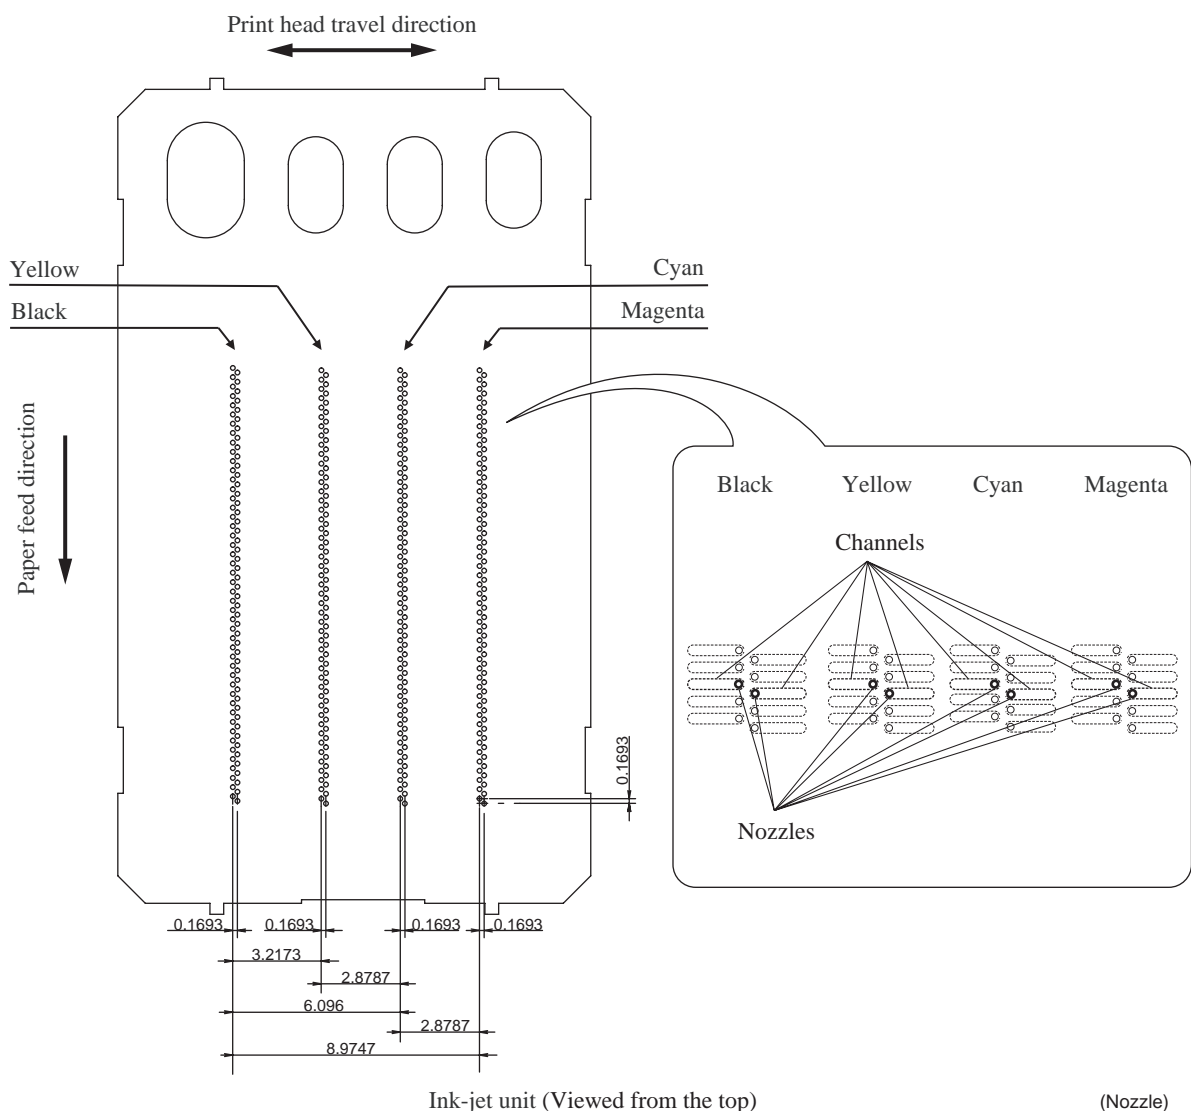 Print head travel direction
Yellow
Cyan
Black
Magenta
Paper feed direction
Black Yellow Cyan Magenta
Channels
Nozzles
0.1693
0.1693 0.1693 0.1693 0.1693
3.2173
2.8787
6.096
2.8787
8.9747
Ink-jet unit (Viewed from the top)
(Nozzle)